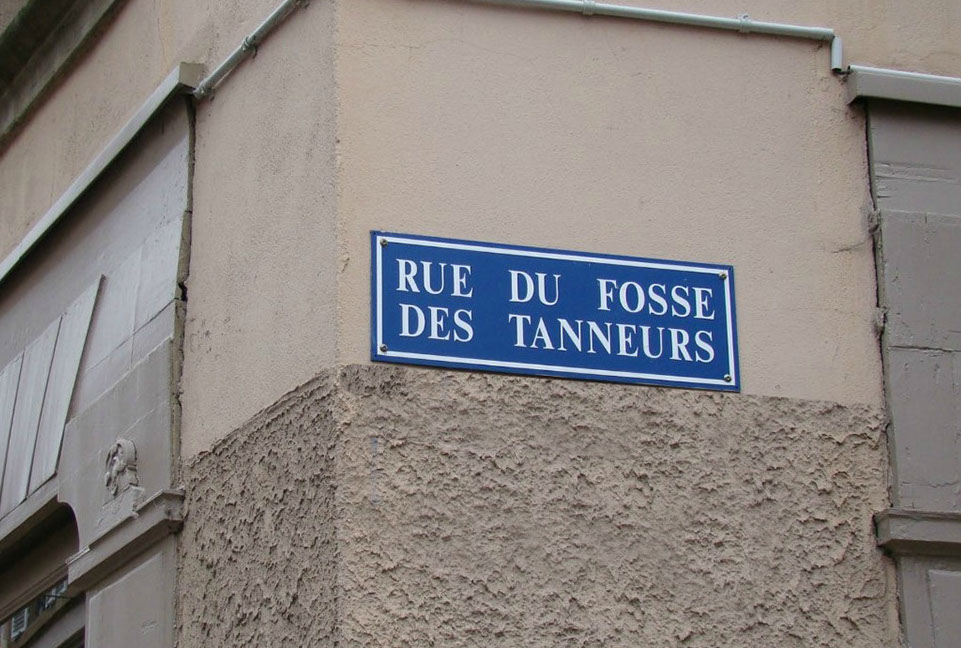 RUE DU FOSSE
DES TANNEURS